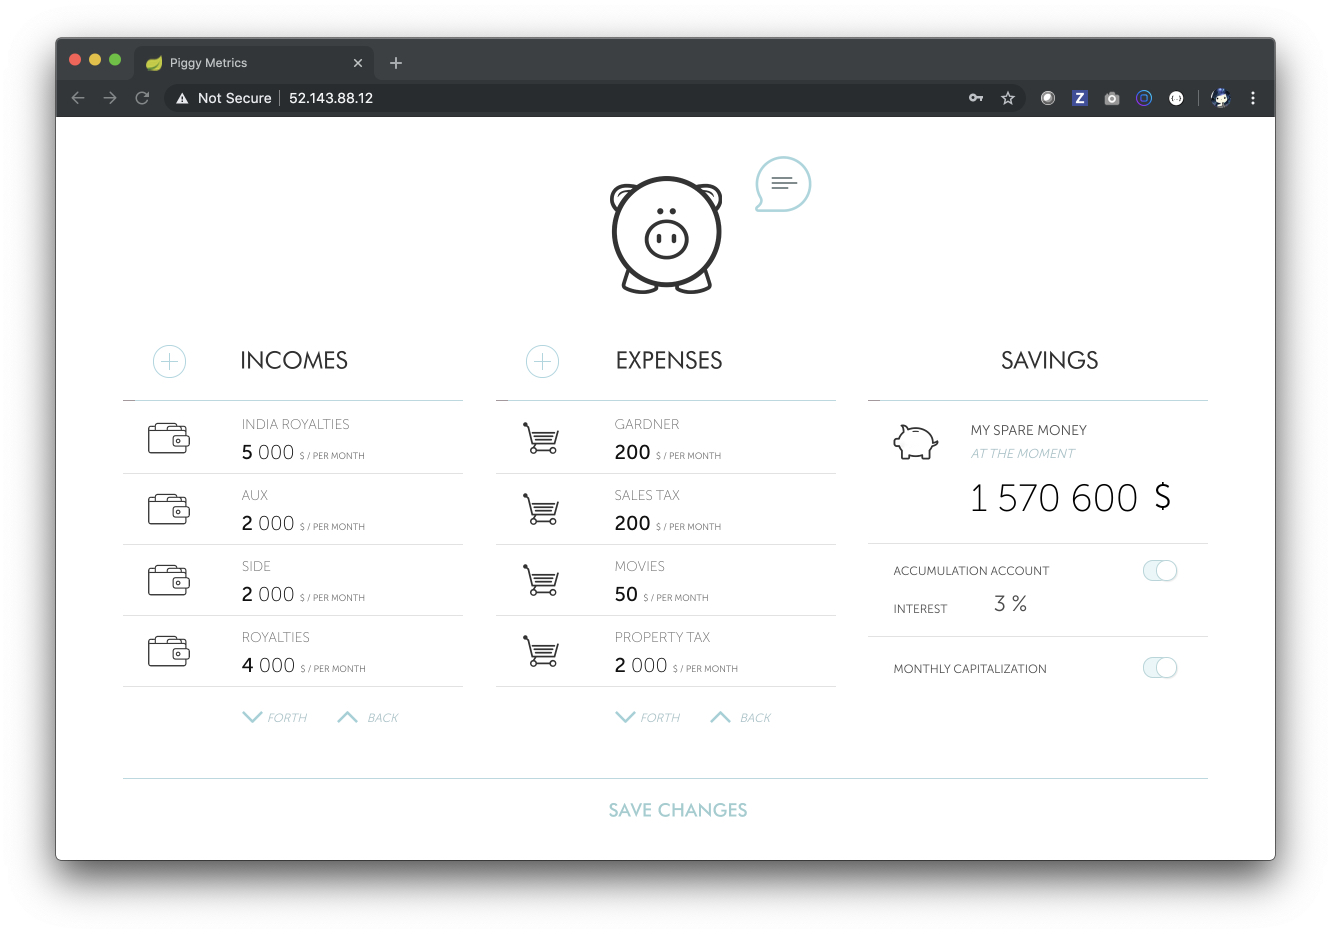 Piggy Metrics
Not Secure 52.143.88.12
INCOMES
INDIA ROYALTIES
5 000 $ / PER MONTH
AUX
2 000 $ / PER MONTH
SIDE
2 000 $ / PER MONTH
ROYALTIES
4 000 $ / PER MONTH
FORTH BACK
EXPENSES
GARDNER
200 $ / PER MONTH
SALES TAX
200 $ / PER MONTH
MOVIES
50 $ / PER MONTH
PROPERTY TAX
2 000 $ / PER MONTH
FORTH BACK
SAVINGS
MY SPARE MONEY
AT THE MOMENT
1 570 600 $
ACCUMULATION ACCOUNT
INTEREST 3 %
MONTHLY CAPITALIZATION
SAVE CHANGES